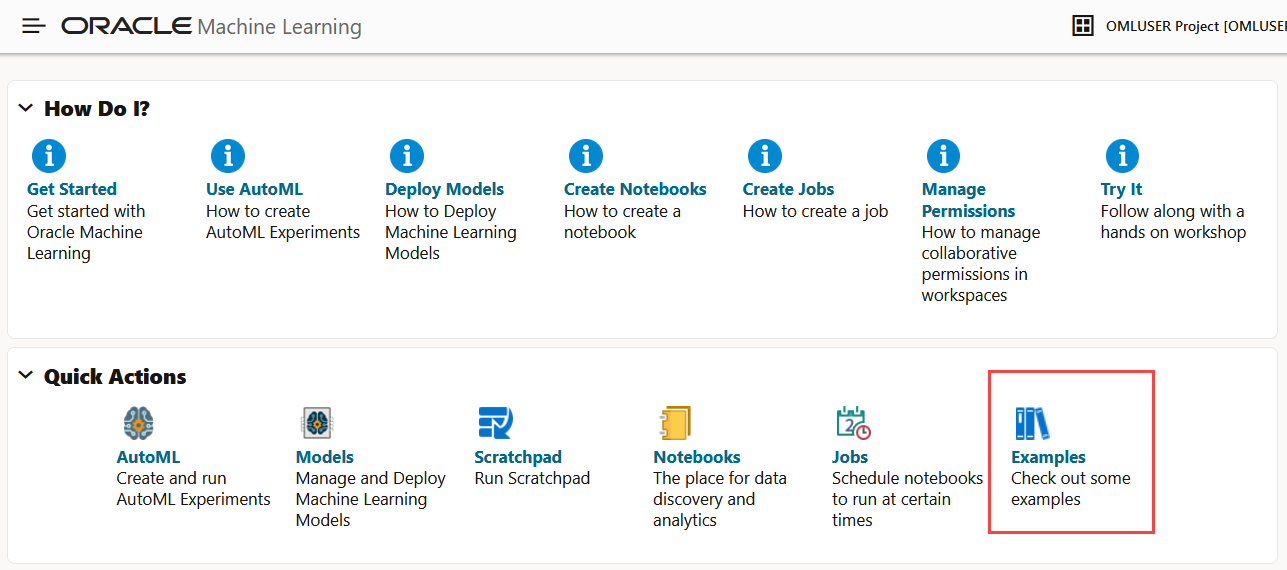 ORACLE Machine Learning
OMLUSER Project [OMLUSER
How Do I?
Get Started
Get started with
Oracle Machine
Learning
Use AutoML
How to create
AutoML Experiments
Deploy Models
How to Deploy
Machine Learning
Models
Create Notebooks
How to create a
notebook
Create Jobs
How to create a job
Manage
Permissions
How to manage
collaborative
permissions in
workspaces
Try It
Follow along with a
hands on workshop
Quick Actions
AutoML
Create and run
AutoML Experiments
Models
Manage and Deploy
Machine Learning
Models
Scratchpad
Run Scratchpad
Notebooks
The place for data
discovery and
analytics
2
Jobs
Schedule notebooks
to run at certain
times
Examples
Check out some
examples